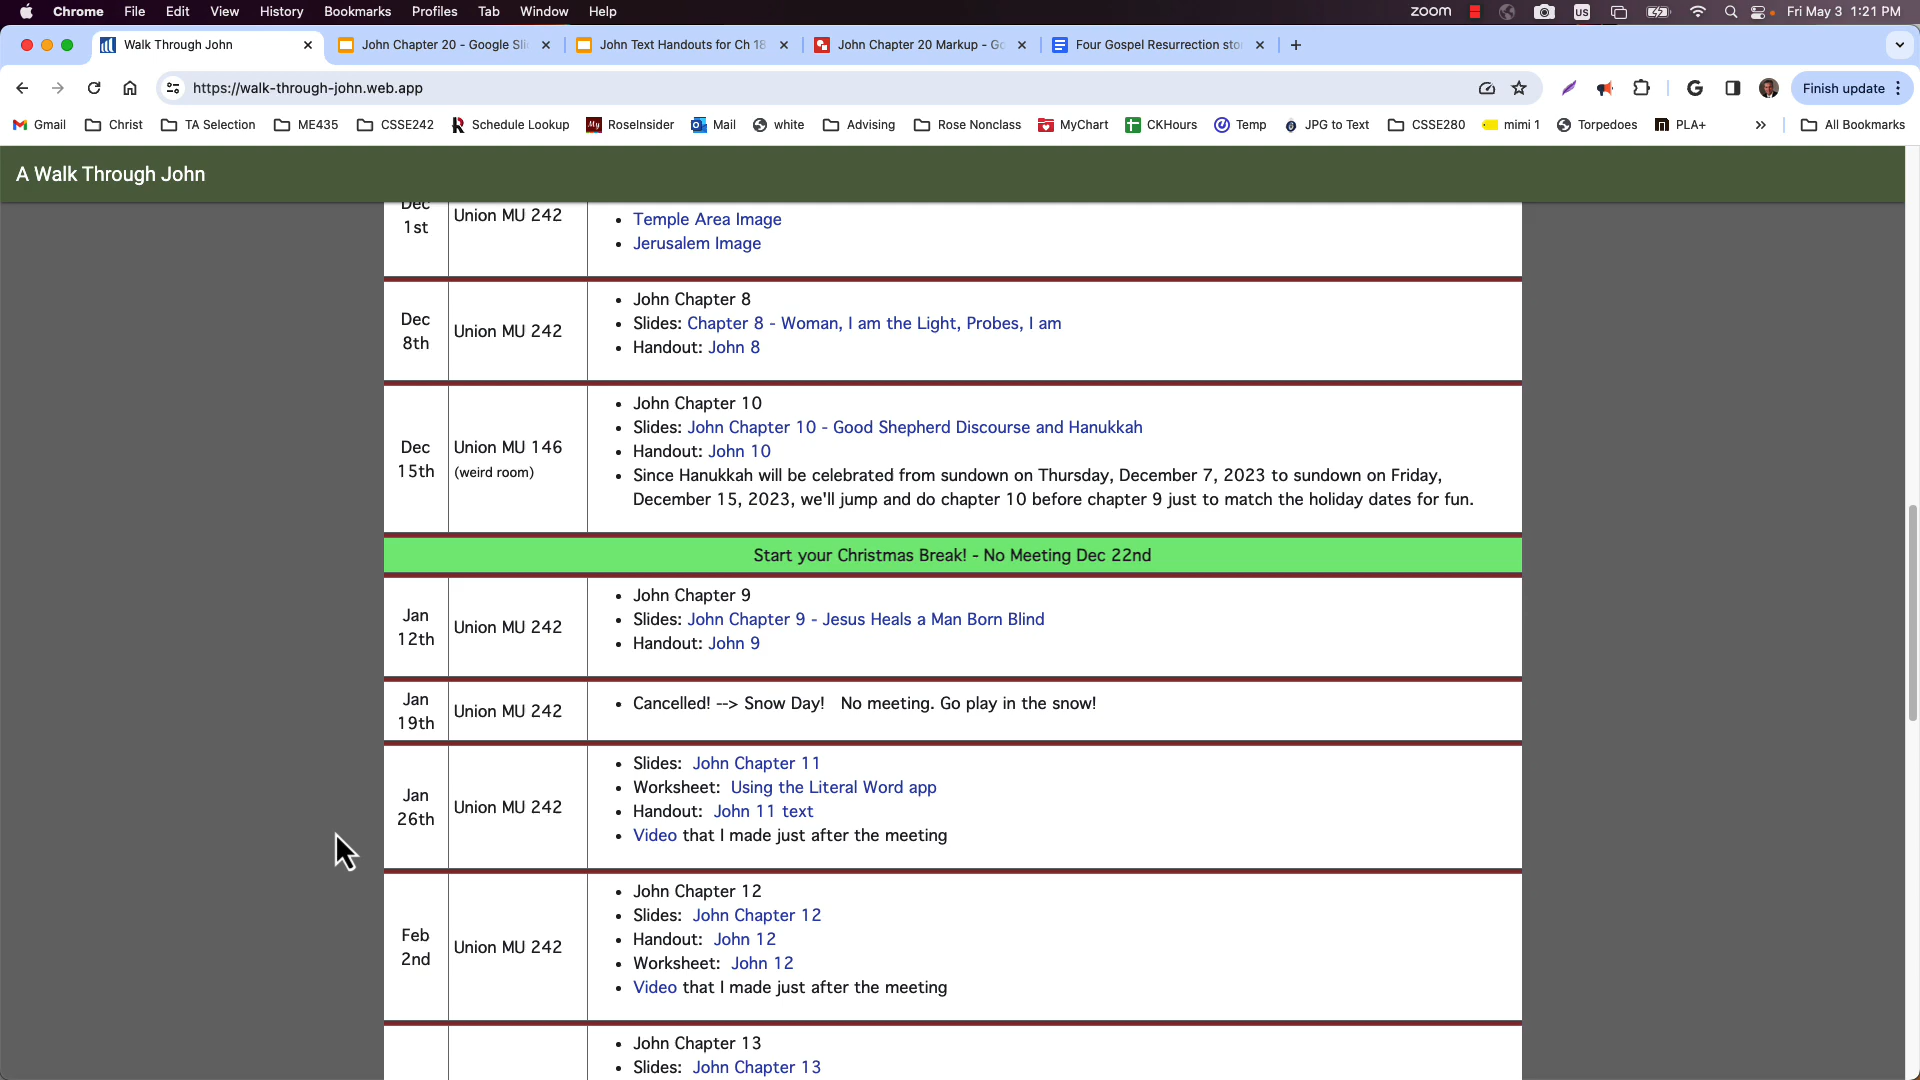 Chrome File Edit View History Bookmarks Profiles Tab Window Help zoom US Fri May 3 1:21 PM
Walk Through John John Chapter 20 - Google Sli John Text Handouts for Ch 18 John Chapter 20 Markup - Go Four Gospel Resurrection sto
https://walk-through-john.web.app Finish update
Gmail Christ TA Selection ME435 CSSE242 Schedule Lookup RoseInsider Mail white Advising Rose Nonclass MyChart CKHours Temp JPG to Text CSSE280 mimi 1 Torpedoes PLA+ » All Bookmarks
A Walk Through John
Dec
1st
Union MU 242
• Temple Area Image
• Jerusalem Image
Dec
8th
Union MU 242
• John Chapter 8
• Slides: Chapter 8 - Woman, I am the Light, Probes, I am
• Handout: John 8
Dec
15th
Union MU 146
(weird room)
• John Chapter 10
• Slides: John Chapter 10 - Good Shepherd Discourse and Hanukkah
• Handout: John 10
• Since Hanukkah will be celebrated from sundown on Thursday, December 7, 2023 to sundown on Friday,
December 15, 2023, we'll jump and do chapter 10 before chapter 9 just to match the holiday dates for fun.
Start your Christmas Break! - No Meeting Dec 22nd
Jan
12th
Union MU 242
• John Chapter 9
• Slides: John Chapter 9 - Jesus Heals a Man Born Blind
• Handout: John 9
Jan
19th
Union MU 242
• Cancelled! --> Snow Day! No meeting. Go play in the snow!
Jan
26th
Union MU 242
• Slides: John Chapter 11
• Worksheet: Using the Literal Word app
• Handout: John 11 text
• Video that I made just after the meeting
Feb
2nd
Union MU 242
• John Chapter 12
• Slides: John Chapter 12
• Handout: John 12
• Worksheet: John 12
• Video that I made just after the meeting
• John Chapter 13
• Slides: John Chapter 13